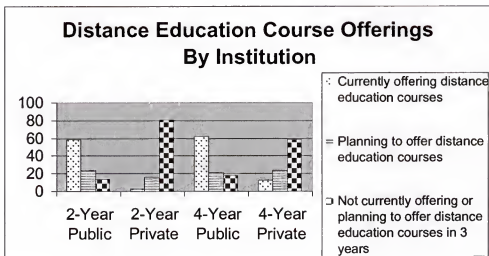 Distance Education Course Offerings
By Institution
100
80
60
40
20
0
2-Year
Public
2-Year
Private
4-Year
Public
4-Year
Private
Currently offering distance
education courses
Planning to offer distance
education courses
Not currently offering or
planning to offer distance
education courses in 3
years